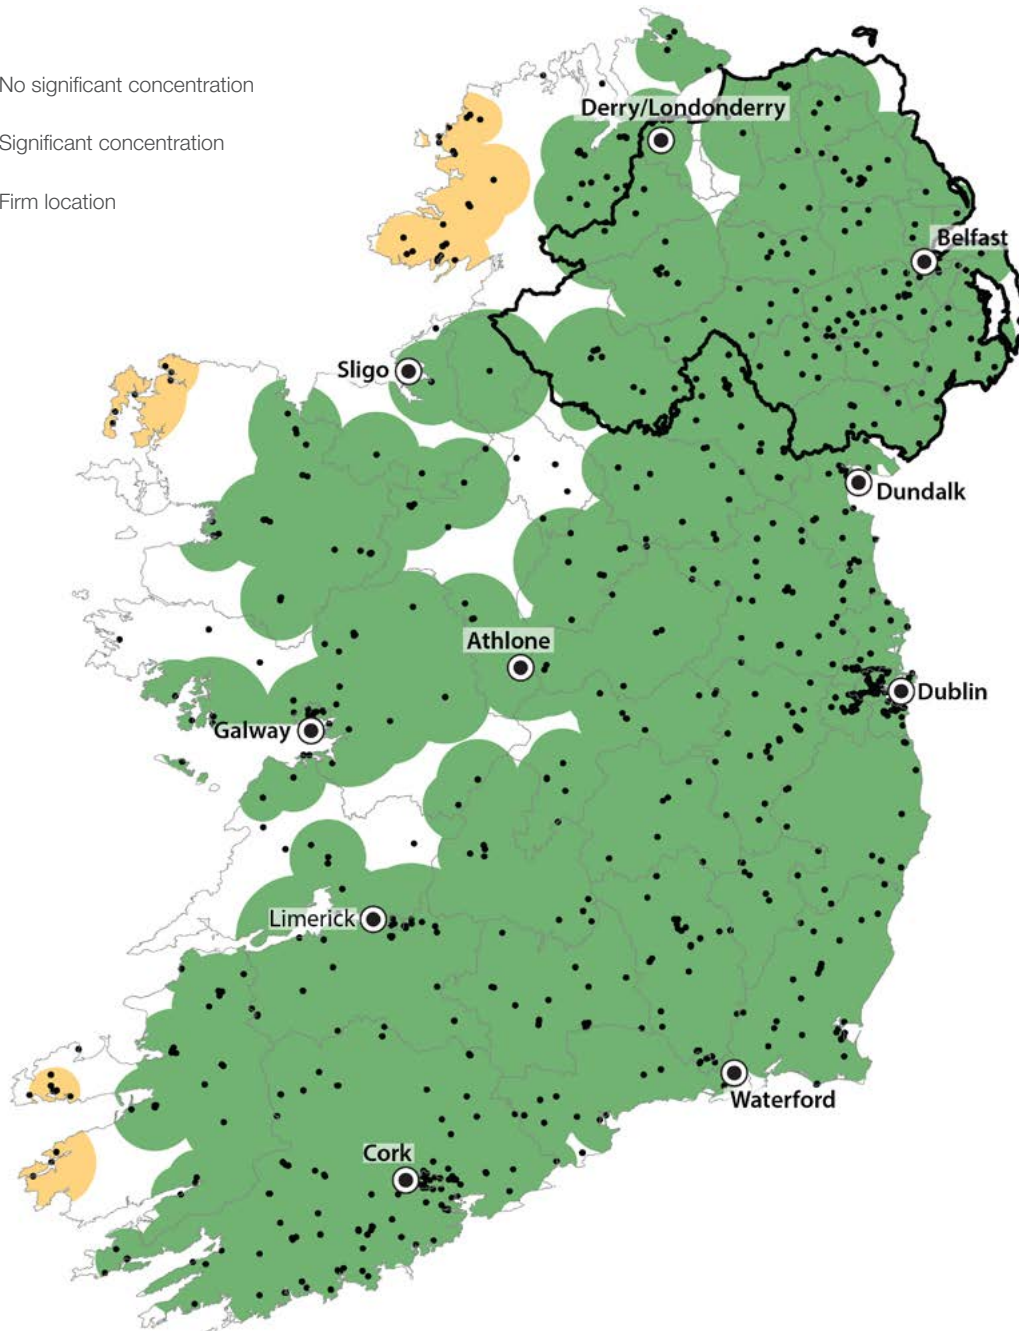 No significant concentration
Significant concentration
Firm location
Derry/Londonderry
Belfast
Sligo
Dundalk
Athlone
Dublin
Galway
Limerick
Waterford
Cork